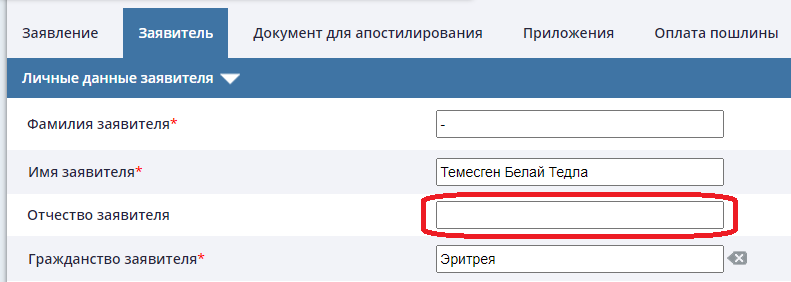 Заявление Заявитель Документ для апостилирования Приложения Оплата пошлины
Личные данные заявителя
Фамилия заявителя* -
Имя заявителя* Темесген Белай Тедла
Отчество заявителя
Гражданство заявителя* Эритрея